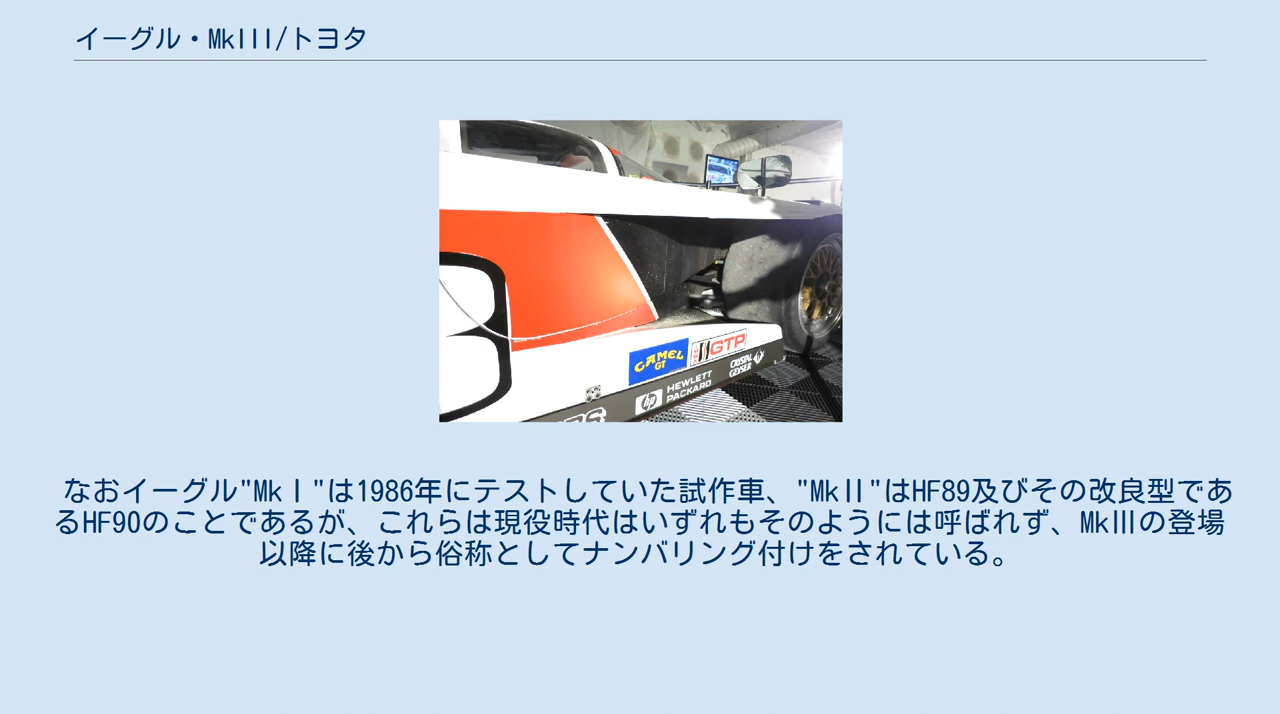 イーグル・MkIII/トヨタ
CAMEL
GT
GTP
CRYSTAL
GEYSER
HEWLETT
PACKARD
hp
なおイーグル"MkⅠ"は1986年にテストしていた試作車、"MkⅡ"はHF89及びその改良型であ
るHF90のことであるが、これらは現役時代はいずれもそのようには呼ばれず、MkⅢの登場
以降に後から俗称としてナンバリング付けをされている。